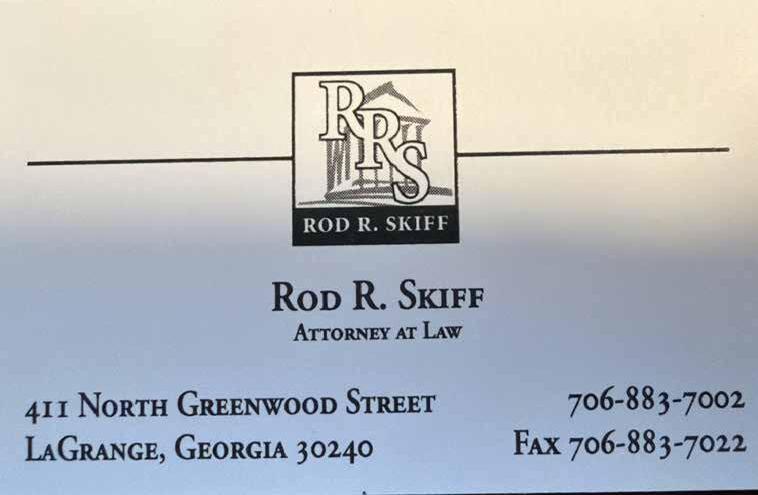 RRS
ROD R. SKIFF
Rod R. Skiff
Attorney at Law
411 North Greenwood Street
LaGrange, Georgia 30240
706-883-7002
Fax 706-883-7022